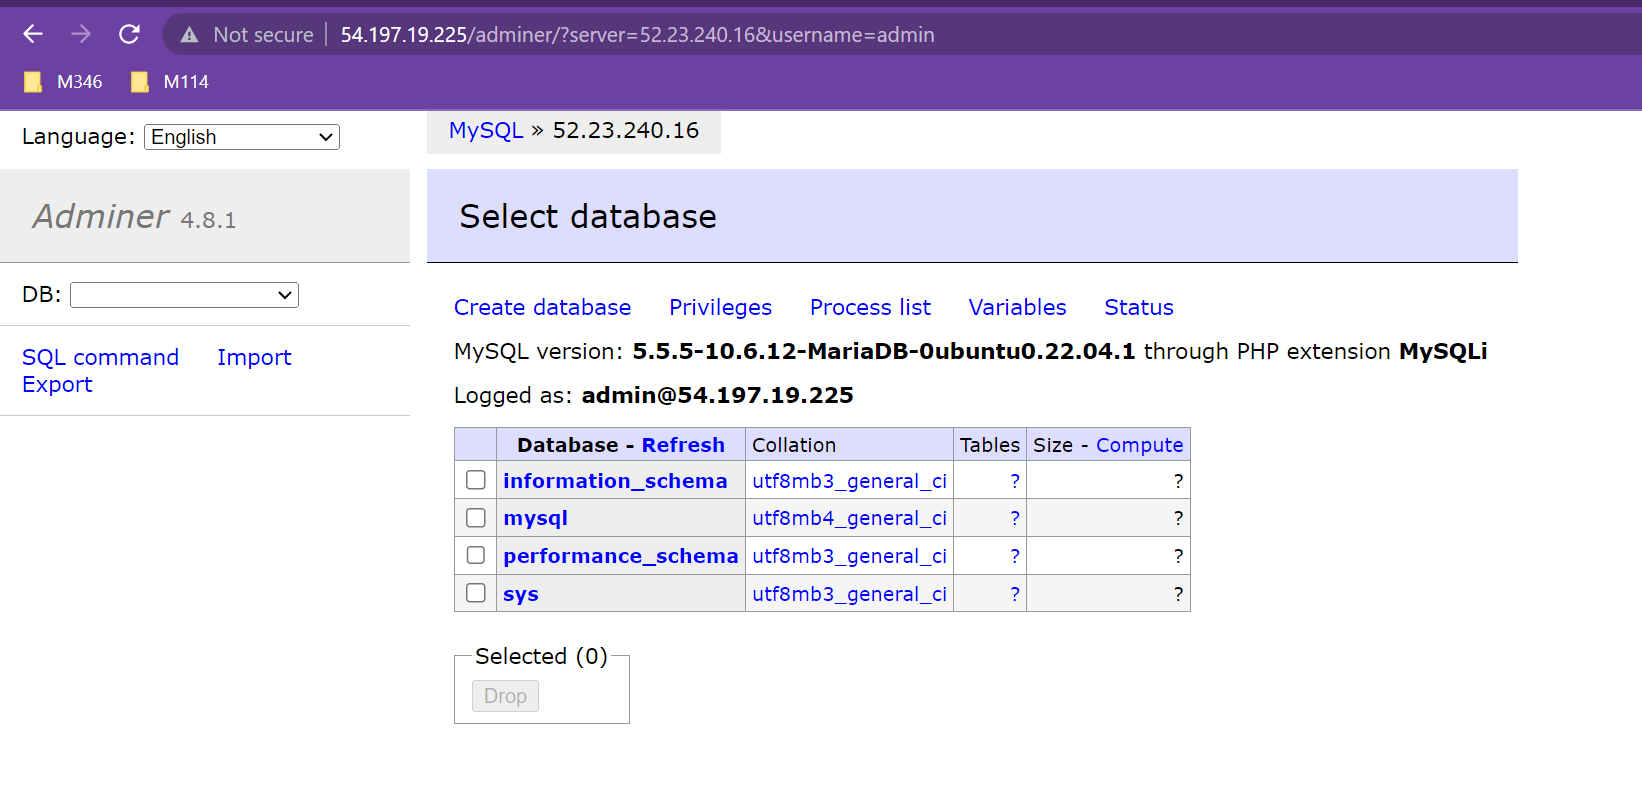 Not secure | 54.197.19.225/adminer/?server=52.23.240.16&username=admin
M346 M114
Language: English
MySQL » 52.23.240.16
Adminer 4.8.1
Select database
DB:
SQL command Import
Export
Create database Privileges Process list Variables Status
MySQL version: 5.5.5-10.6.12-MariaDB-0ubuntu0.22.04.1 through PHP extension MySQLi
Logged as: admin@54.197.19.225
Database - Refresh Collation Tables Size - Compute
information_schema utf8mb3_general_ci ? ?
mysql utf8mb4_general_ci ? ?
performance_schema utf8mb3_general_ci ? ?
sys utf8mb3_general_ci ? ?
Selected (0)
Drop